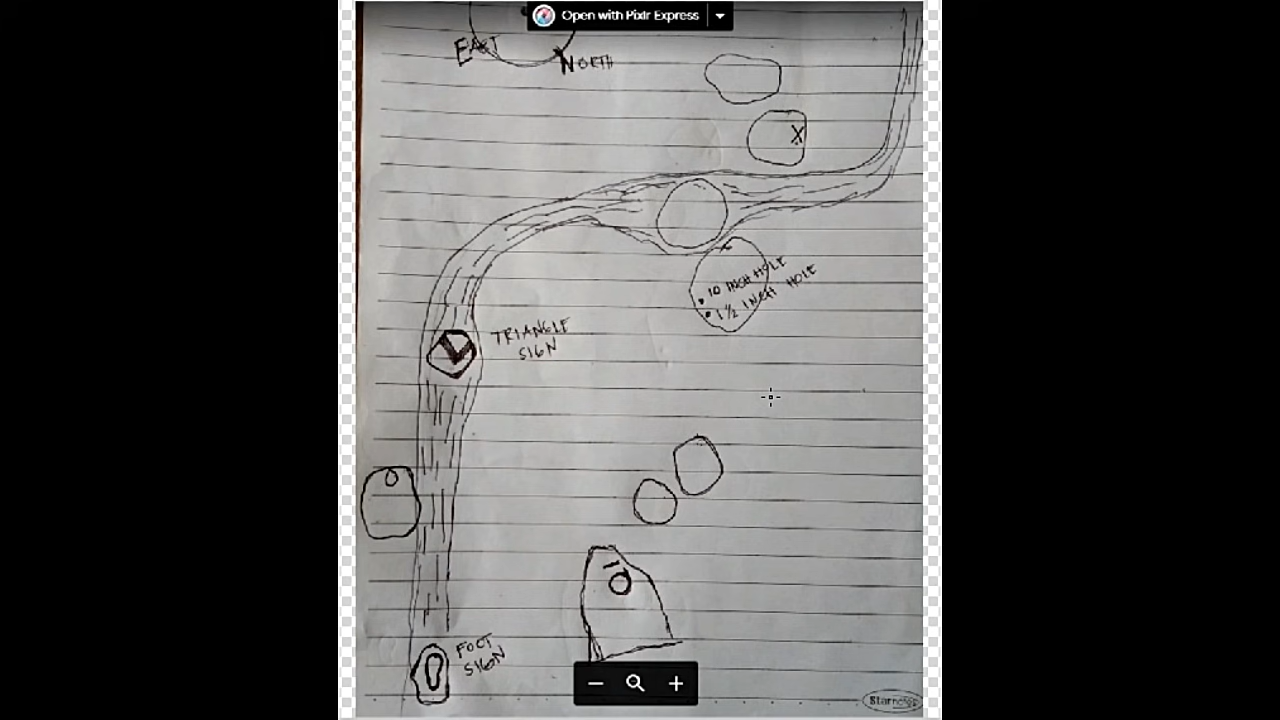 Open with Pixlr Express
EAST
NORTH
X
• 10 INCH HOLE
• 1½ INCH HOLE
TRIANGLE
SIGN
FOOT
SIGN